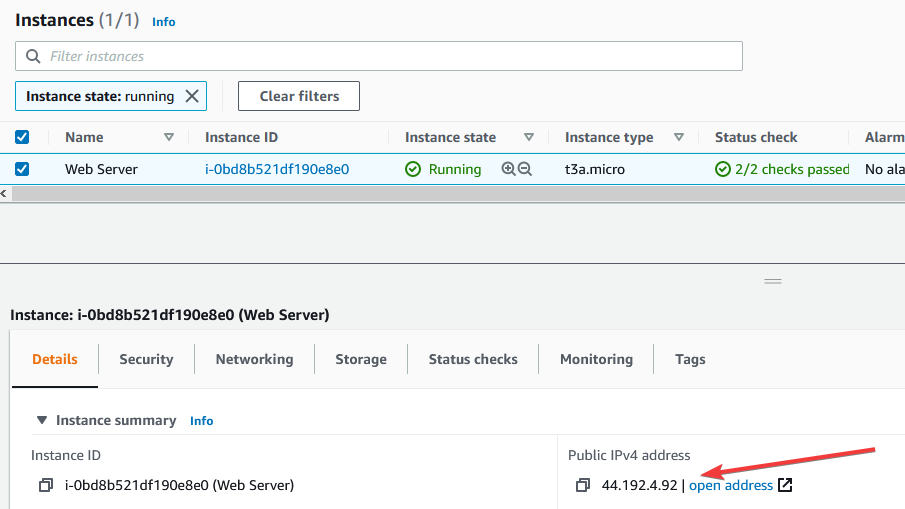 Instances (1/1) Info
Filter instances
Instance state: running Clear filters
Name Instance ID Instance state Instance type Status check Alarm
Web Server i-0bd8b521df190e8e0 Running t3a.micro 2/2 checks passed No ala
Instance: i-0bd8b521df190e8e0 (Web Server)
Details Security Networking Storage Status checks Monitoring Tags
Instance summary Info
Instance ID Public IPv4 address
i-0bd8b521df190e8e0 (Web Server) 44.192.4.92 | open address